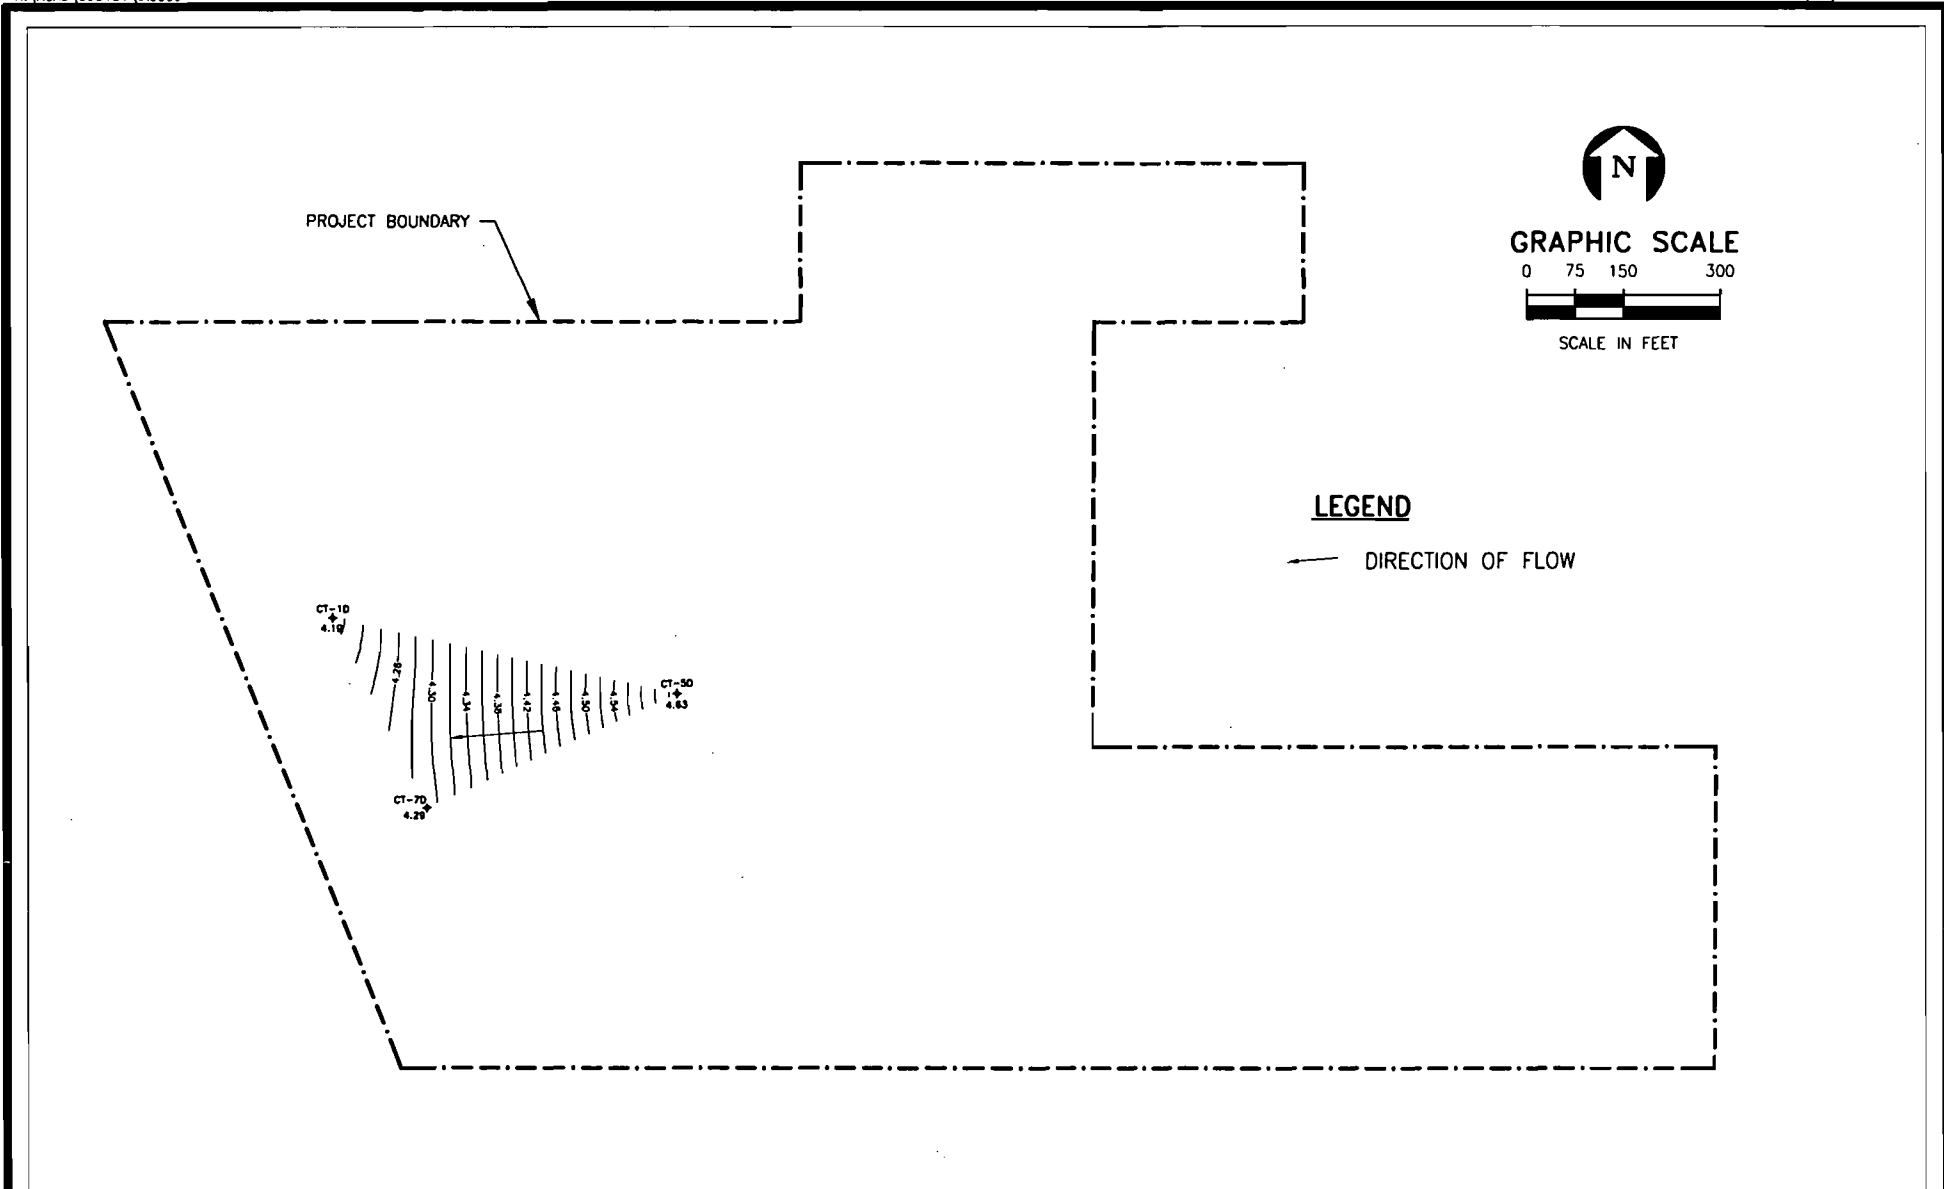 PROJECT BOUNDARY
N
GRAPHIC SCALE
0 75 150 300
SCALE IN FEET
LEGEND
DIRECTION OF FLOW
CT-1D
4.19
4.26
4.30
4.34
4.38
4.42
4.46
4.50
4.54
CT-5D
4.63
CT-7D
4.29